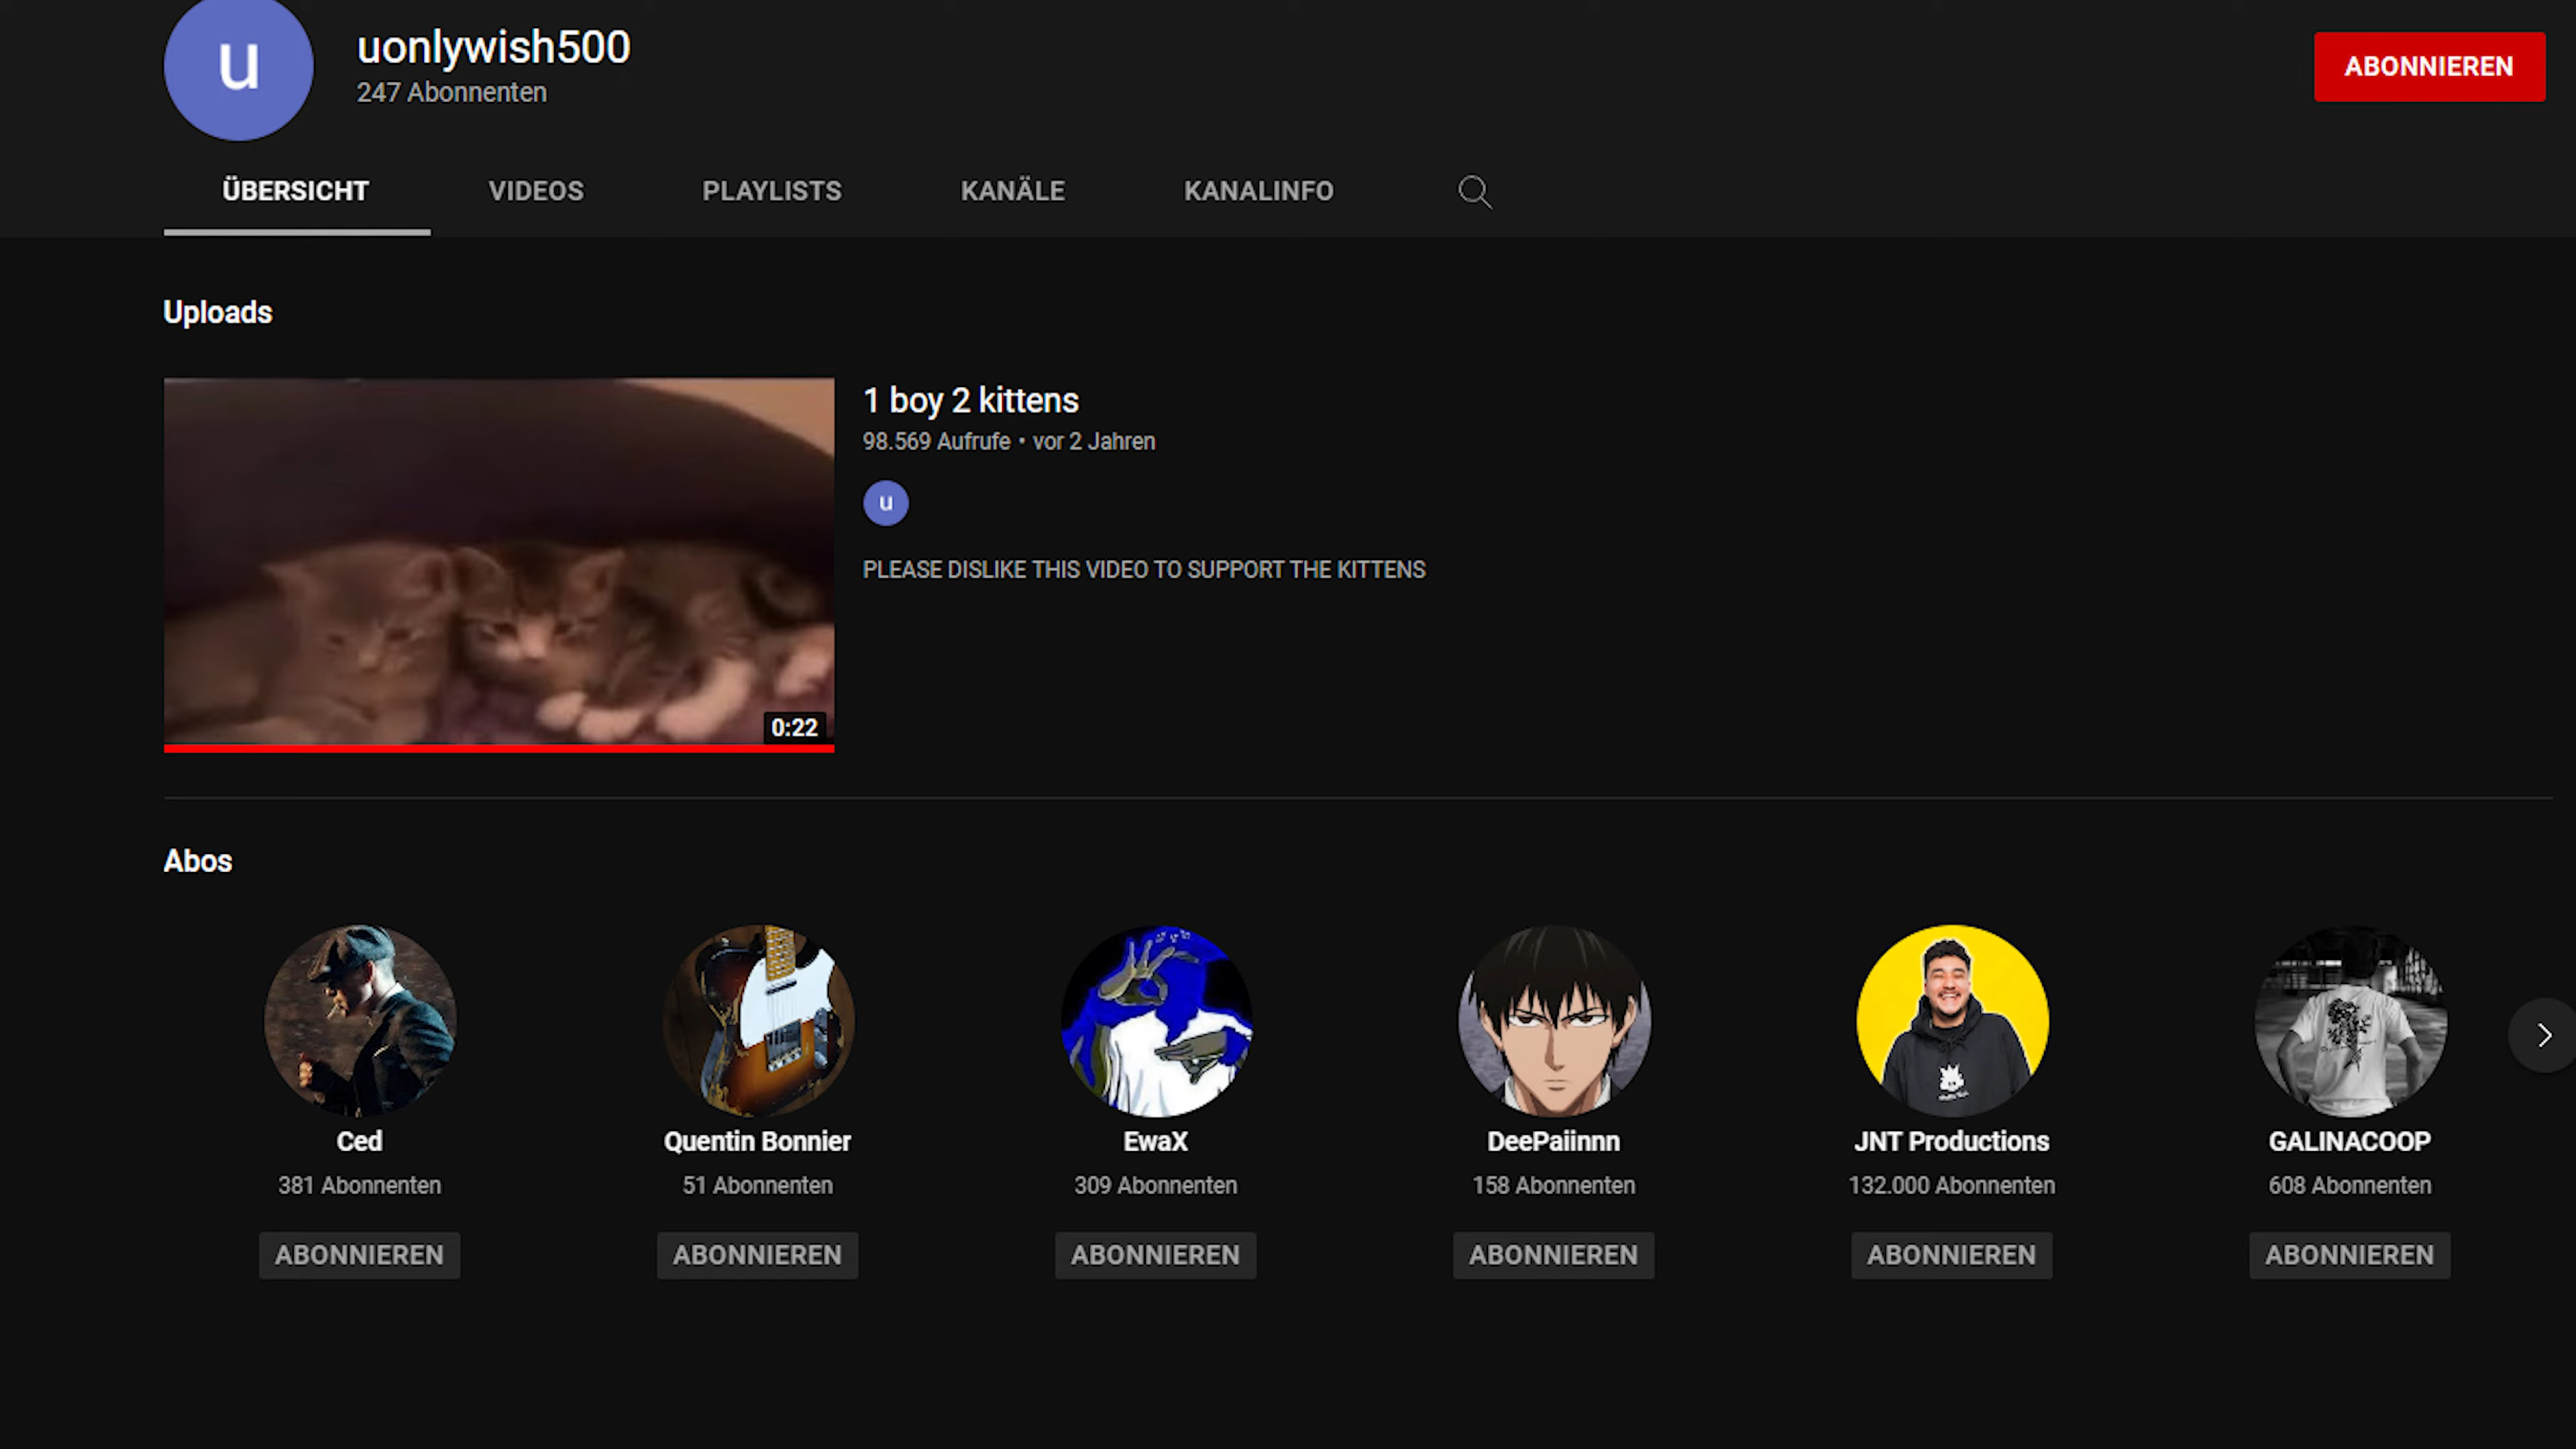 u
uonlywish500
247 Abonnenten
ABONNIEREN
ÜBERSICHT
VIDEOS
PLAYLISTS
KANÄLE
KANALINFO
Uploads
0:22
1 boy 2 kittens
98.569 Aufrufe • vor 2 Jahren
u
PLEASE DISLIKE THIS VIDEO TO SUPPORT THE KITTENS
Abos
Ced
381 Abonnenten
ABONNIEREN
Quentin Bonnier
51 Abonnenten
ABONNIEREN
EwaX
309 Abonnenten
ABONNIEREN
DeePaiinnn
158 Abonnenten
ABONNIEREN
JNT Productions
132.000 Abonnenten
ABONNIEREN
GALINACOOP
608 Abonnenten
ABONNIEREN